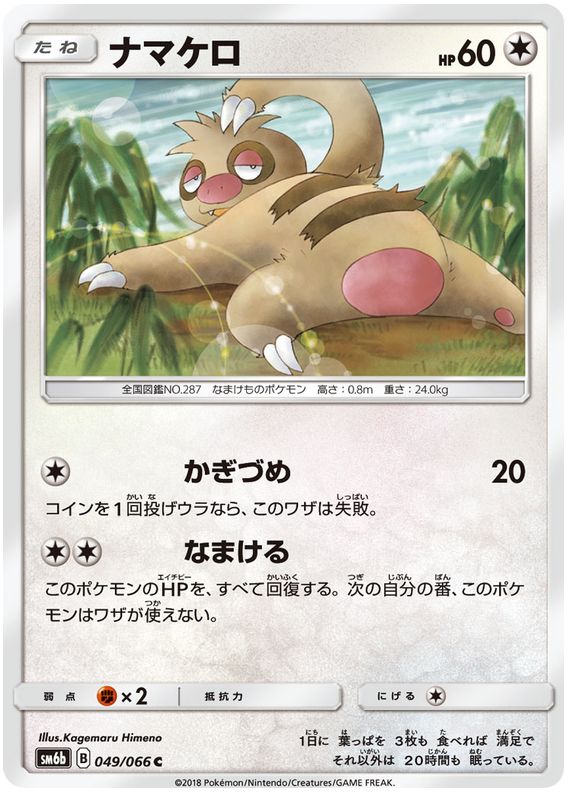 たね ナマケロ HP60
全国図鑑NO.287 なまけものポケモン 高さ：0.8m 重さ：24.0kg
かぎづめ 20
コインを1回投げウラなら、このワザは失敗。
なまける
このポケモンのHPを、すべて回復する。次の自分の番、このポケ
モンはワザが使えない。
弱点 ×2 抵抗力 にげる
Illus.Kagemaru Himeno
SM6b B 049/066 C
1日に 葉っぱを 3枚も 食べれば 満足で
それ以外は 20時間も 眠っている。
©2018 Pokémon/Nintendo/Creatures/GAME FREAK.